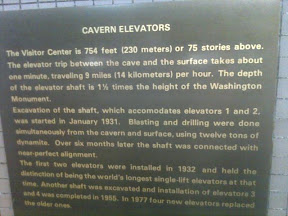 CAVERN ELEVATORS
The Visitor Center is 754 feet (230 meters) or 75 stories above.
The elevator trip between the cave and the surface takes about
one minute, traveling 9 miles (14 kilometers) per hour. The depth
of the elevator shaft is 1½ times the height of the Washington
Monument.
Excavation of the shaft, which accomodates elevators 1 and 2,
was started in January 1931. Blasting and drilling were done
simultaneously from the cavern and surface, using twelve tons of
dynamite. Over six months later the shaft was connected with
near-perfect alignment.
The first two elevators were installed in 1932 and held the
distinction of being the world's longest single-lift elevators at that
time. Another shaft was excavated and installation of elevators 3
and 4 was completed in 1955. In 1977 four new elevators replaced
the older ones.